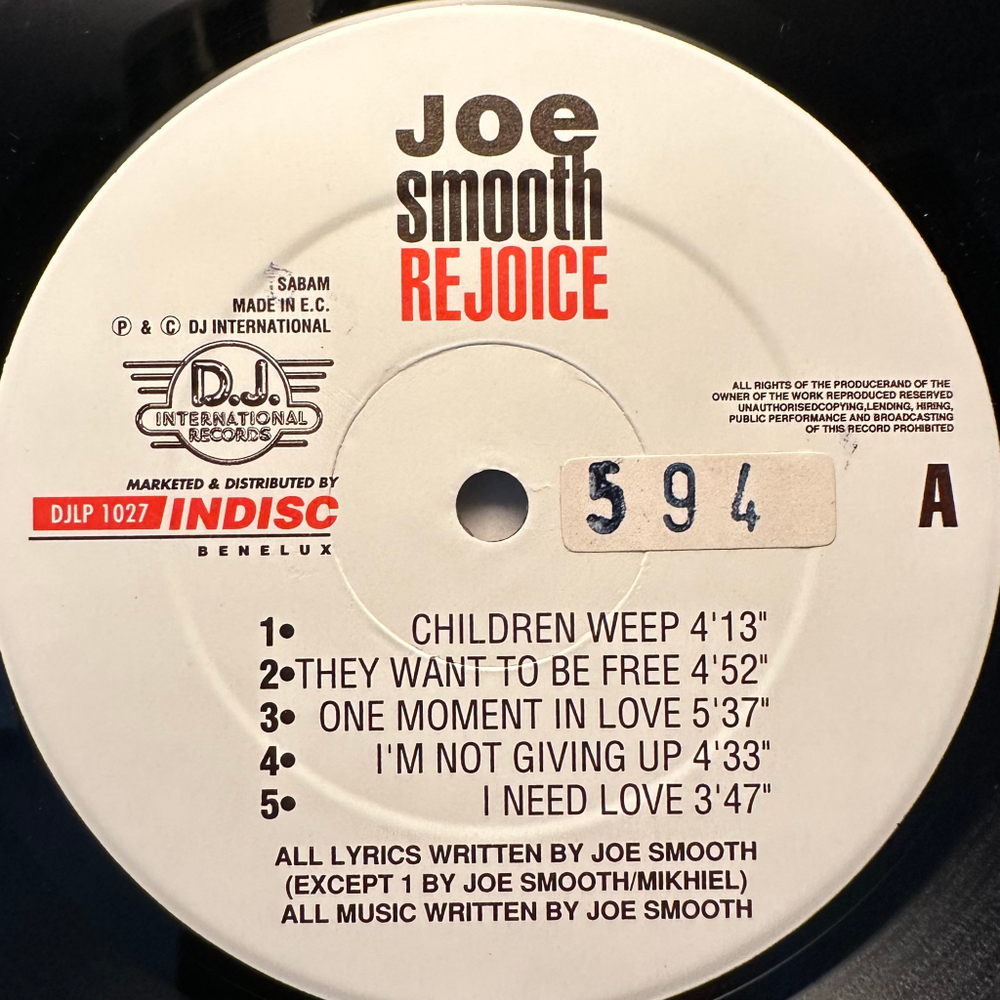 Joe
smooth
REJOICE
SABAM
MADE IN E.C.
Ⓟ & Ⓒ DJ INTERNATIONAL
D.J.
INTERNATIONAL
RECORDS
MARKETED & DISTRIBUTED BY
DJLP 1027 INDISC
BENELUX
ALL RIGHTS OF THE PRODUCERAND OF THE
OWNER OF THE WORK REPRODUCED RESERVED
UNAUTHORISEDCOPYING,LENDING, HIRING,
PUBLIC PERFORMANCE AND BROADCASTING
OF THIS RECORD PROHIBITED
594
A
1• CHILDREN WEEP 4'13"
2•THEY WANT TO BE FREE 4'52"
3• ONE MOMENT IN LOVE 5'37"
4• I'M NOT GIVING UP 4'33"
5• I NEED LOVE 3'47"
ALL LYRICS WRITTEN BY JOE SMOOTH
(EXCEPT 1 BY JOE SMOOTH/MIKHIEL)
ALL MUSIC WRITTEN BY JOE SMOOTH